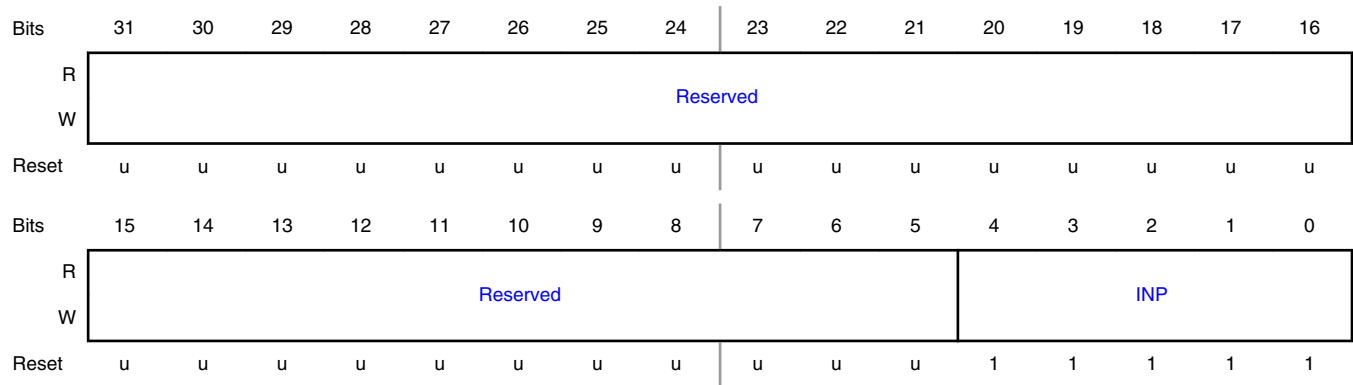 Bits 31 30 29 28 27 26 25 24 23 22 21 20 19 18 17 16
R
Reserved
W
Reset u u u u u u u u u u u u u u u u
Bits 15 14 13 12 11 10 9 8 7 6 5 4 3 2 1 0
R
Reserved INP
W
Reset u u u u u u u u u u u 1 1 1 1 1